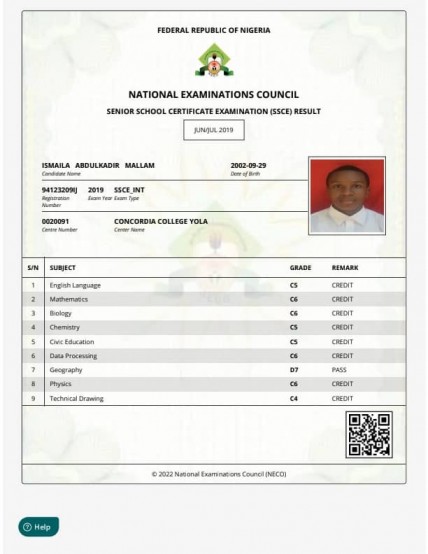 FEDERAL REPUBLIC OF NIGERIA
NATIONAL EXAMINATIONS COUNCIL
SENIOR SCHOOL CERTIFICATE EXAMINATION (SSCE) RESULT
JUN/JUL 2019
ISMAILA ABDULKADIR MALLAM 2002-09-29
Candidate Name Date of Birth
94123209IJ 2019 SSCE_INT
Registration Number Exam Year Exam Type
0020091 CONCORDIA COLLEGE YOLA
Centre Number Center Name
S/N SUBJECT GRADE REMARK
1 English Language C5 CREDIT
2 Mathematics C6 CREDIT
3 Biology C6 CREDIT
4 Chemistry C5 CREDIT
5 Civic Education C5 CREDIT
6 Data Processing C6 CREDIT
7 Geography D7 PASS
8 Physics C6 CREDIT
9 Technical Drawing C4 CREDIT
© 2022 National Examinations Council (NECO)
Help